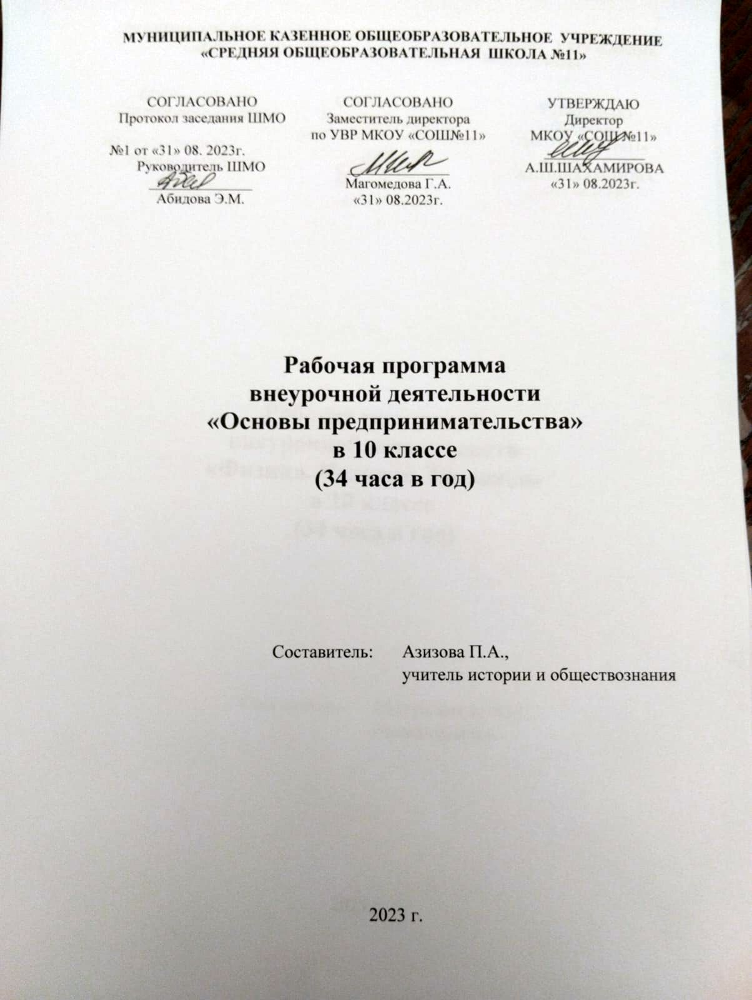 МУНИЦИПАЛЬНОЕ КАЗЕННОЕ ОБЩЕОБРАЗОВАТЕЛЬНОЕ УЧРЕЖДЕНИЕ
«СРЕДНЯЯ ОБЩЕОБРАЗОВАТЕЛЬНАЯ ШКОЛА №11»
СОГЛАСОВАНО
Протокол заседания ШМО
№1 от «31» 08. 2023г.
Руководитель ШМО
Абидова Э.М.
СОГЛАСОВАНО
Заместитель директора
по УВР МКОУ «СОШ№11»
Магомедова Г.А.
«31» 08.2023г.
УТВЕРЖДАЮ
Директор
МКОУ «СОШ №11»
А.Ш.ШАХАМИРОВА
«31» 08.2023г.
Рабочая программа
внеурочной деятельности
«Основы предпринимательства»
в 10 классе
(34 часа в год)
Составитель: Азизова П.А.,
учитель истории и обществознания
2023 г.